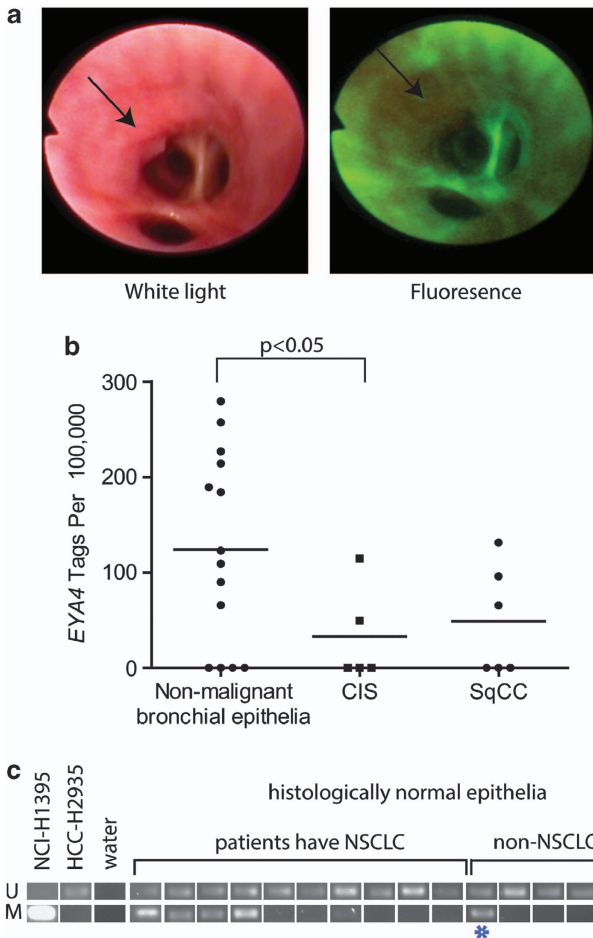 a
White light
Fluoresence
b
p<0.05
300
200
100
0
EYA4 Tags Per 100,000
Non-malignant
bronchial epithelia
CIS
SqCC
c
NCI-H1395
HCC-H2935
water
histologically normal epithelia
patients have NSCLC
non-NSCLC
U
M
*